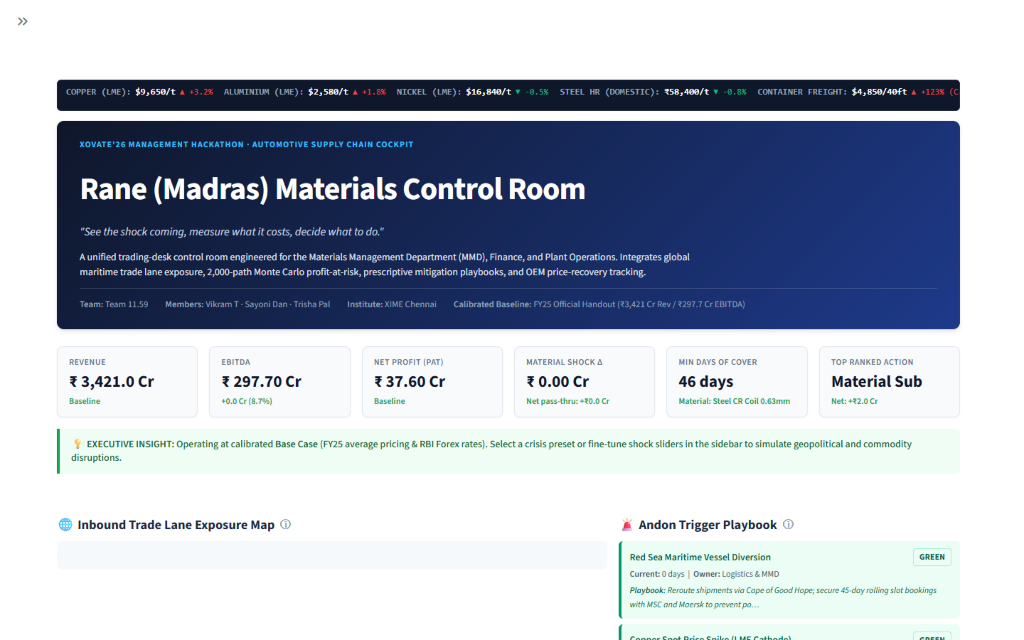 COPPER (LME): $9,650/t ▲ +3.2% ALUMINIUM (LME): $2,580/t ▲ +1.8% NICKEL (LME): $16,840/t ▼ -0.5% STEEL HR (DOMESTIC): ₹58,400/t ▼ -0.8% CONTAINER FREIGHT: $4,850/40ft ▲ +123% (C
XOVATE'26 MANAGEMENT HACKATHON · AUTOMOTIVE SUPPLY CHAIN COCKPIT
Rane (Madras) Materials Control Room
"See the shock coming, measure what it costs, decide what to do."
A unified trading-desk control room engineered for the Materials Management Department (MMD), Finance, and Plant Operations. Integrates global
maritime trade lane exposure, 2,000-path Monte Carlo profit-at-risk, prescriptive mitigation playbooks, and OEM price-recovery tracking.
Team: Team 11.59 Members: Vikram T · Sayoni Dan · Trisha Pal Institute: XIME Chennai Calibrated Baseline: FY25 Official Handout (₹3,421 Cr Rev / ₹297.7 Cr EBITDA)
REVENUE
₹ 3,421.0 Cr
Baseline
EBITDA
₹ 297.70 Cr
+0.0 Cr (8.7%)
NET PROFIT (PAT)
₹ 37.60 Cr
Baseline
MATERIAL SHOCK Δ
₹ 0.00 Cr
Net pass-thru: +₹0.0 Cr
MIN DAYS OF COVER
46 days
Material: Steel CR Coil 0.63mm
TOP RANKED ACTION
Material Sub
Net: +₹2.0 Cr
💡 EXECUTIVE INSIGHT: Operating at calibrated Base Case (FY25 average pricing & RBI Forex rates). Select a crisis preset or fine-tune shock sliders in the sidebar to simulate geopolitical and commodity
disruptions.
🌐 Inbound Trade Lane Exposure Map
🚨 Andon Trigger Playbook
Red Sea Maritime Vessel Diversion GREEN
Current: 0 days | Owner: Logistics & MMD
Playbook: Reroute shipments via Cape of Good Hope; secure 45-day rolling slot bookings
with MSC and Maersk to prevent po...
Copper Spot Price Spike (LME Cathode) GREEN